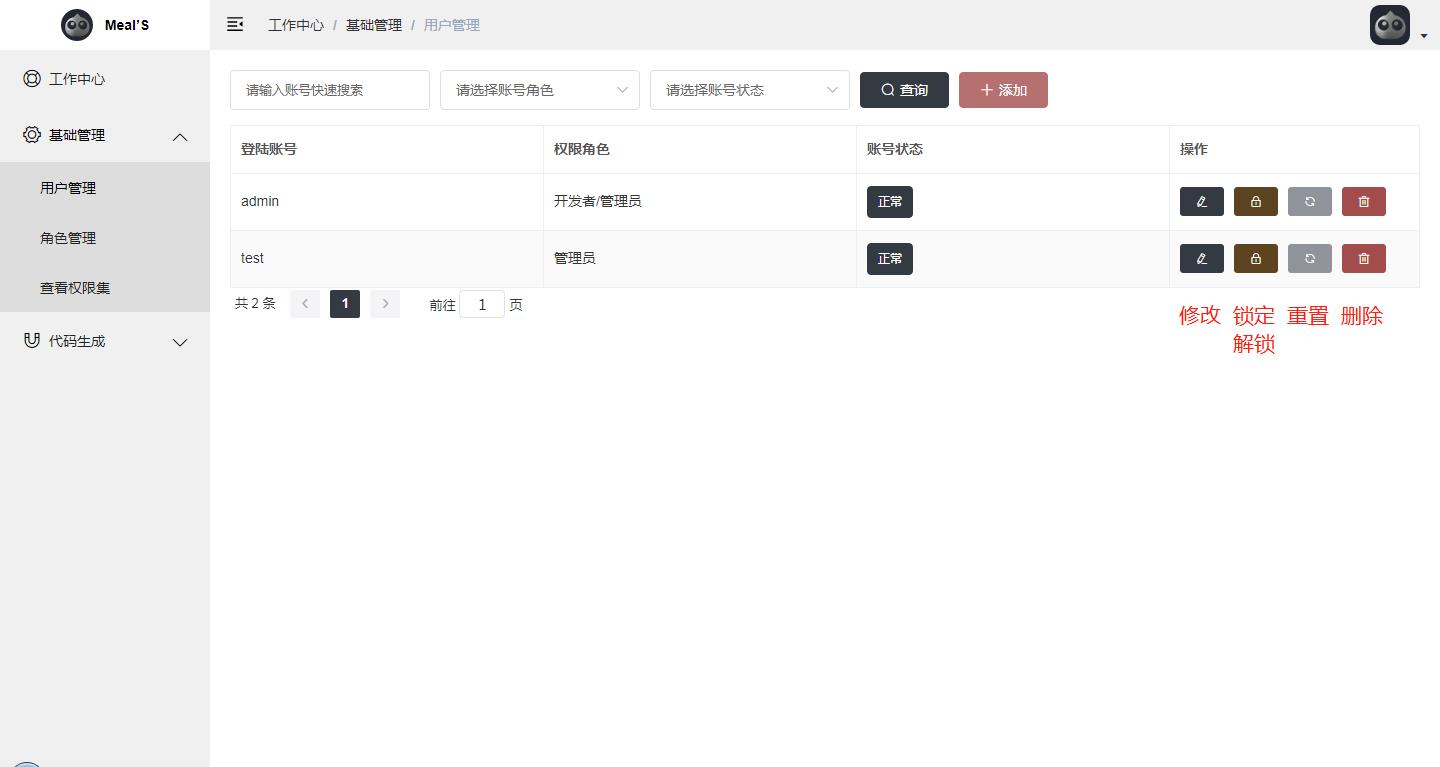 Meal’S
工作中心 / 基础管理 / 用户管理
工作中心
基础管理
用户管理
角色管理
查看权限集
代码生成
请输入账号快速搜索 请选择账号角色 请选择账号状态 查询 添加
登陆账号 权限角色 账号状态 操作
admin 开发者/管理员 正常
test 管理员 正常
共 2 条 1 前往 1 页
修改 锁定 重置 删除
解锁